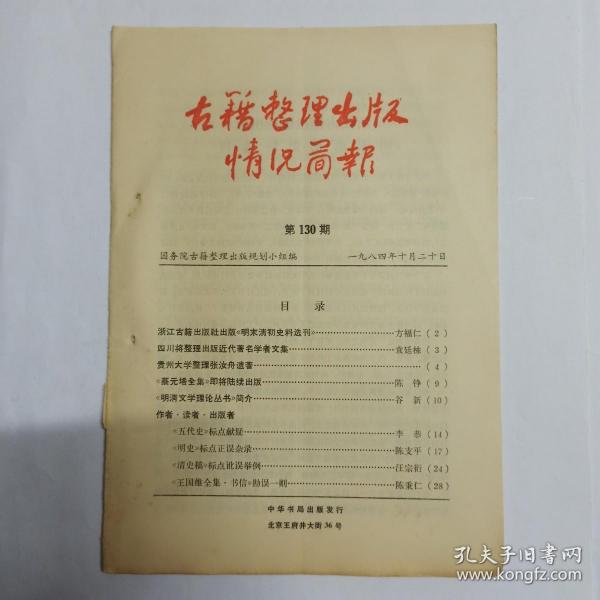 古籍整理出版
情况简报
第130期
国务院古籍整理出版规划小组编 一九八四年十月二十日
目录
浙江古籍出版社出版《明末清初史料选刊》……方福仁(2)
四川将整理出版近代著名学者文集……袁廷栋(3)
贵州大学整理张汝舟遗著……(4)
《蔡元培全集》即将陆续出版……陈铮(9)
《明清文学理论丛书》简介……谷新(10)
作者·读者·出版者
《五代史》标点献疑……李恭(14)
《明史》标点正误杂录……陈支平(17)
《清史稿》标点讹误举例……汪宗衍(24)
《王国维全集·书信》勘误一则……陈秉仁(28)
中华书局出版发行
北京王府井大街36号
孔夫子旧书网
www.kongfz.com